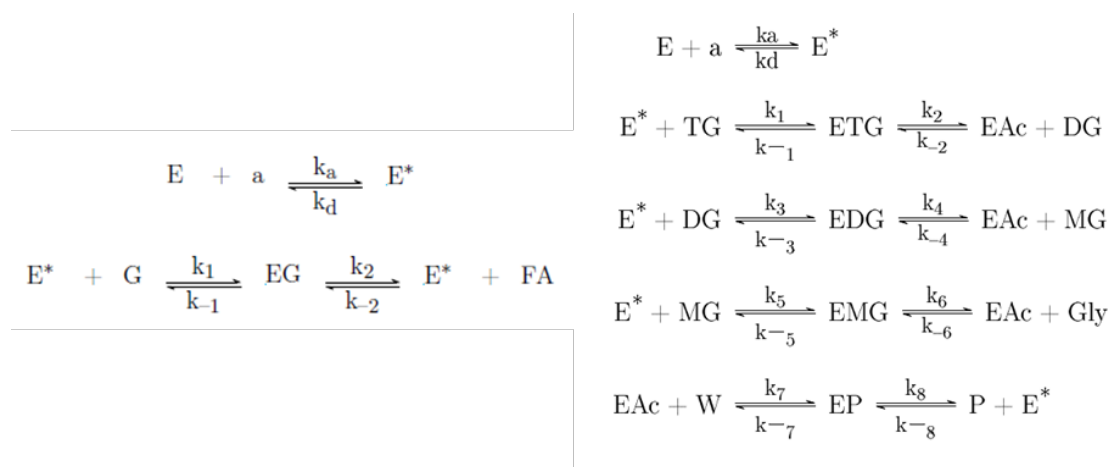 E + a ⇌ E* (ka / kd)
E* + G ⇌ EG ⇌ E* + FA (k1 / k-1, k2 / k-2)
E + a ⇌ E* (ka / kd)
E* + TG ⇌ ETG ⇌ EAc + DG (k1 / k-1, k2 / k-2)
E* + DG ⇌ EDG ⇌ EAc + MG (k3 / k-3, k4 / k-4)
E* + MG ⇌ EMG ⇌ EAc + Gly (k5 / k-5, k6 / k-6)
EAc + W ⇌ EP ⇌ P + E* (k7 / k-7, k8 / k-8)